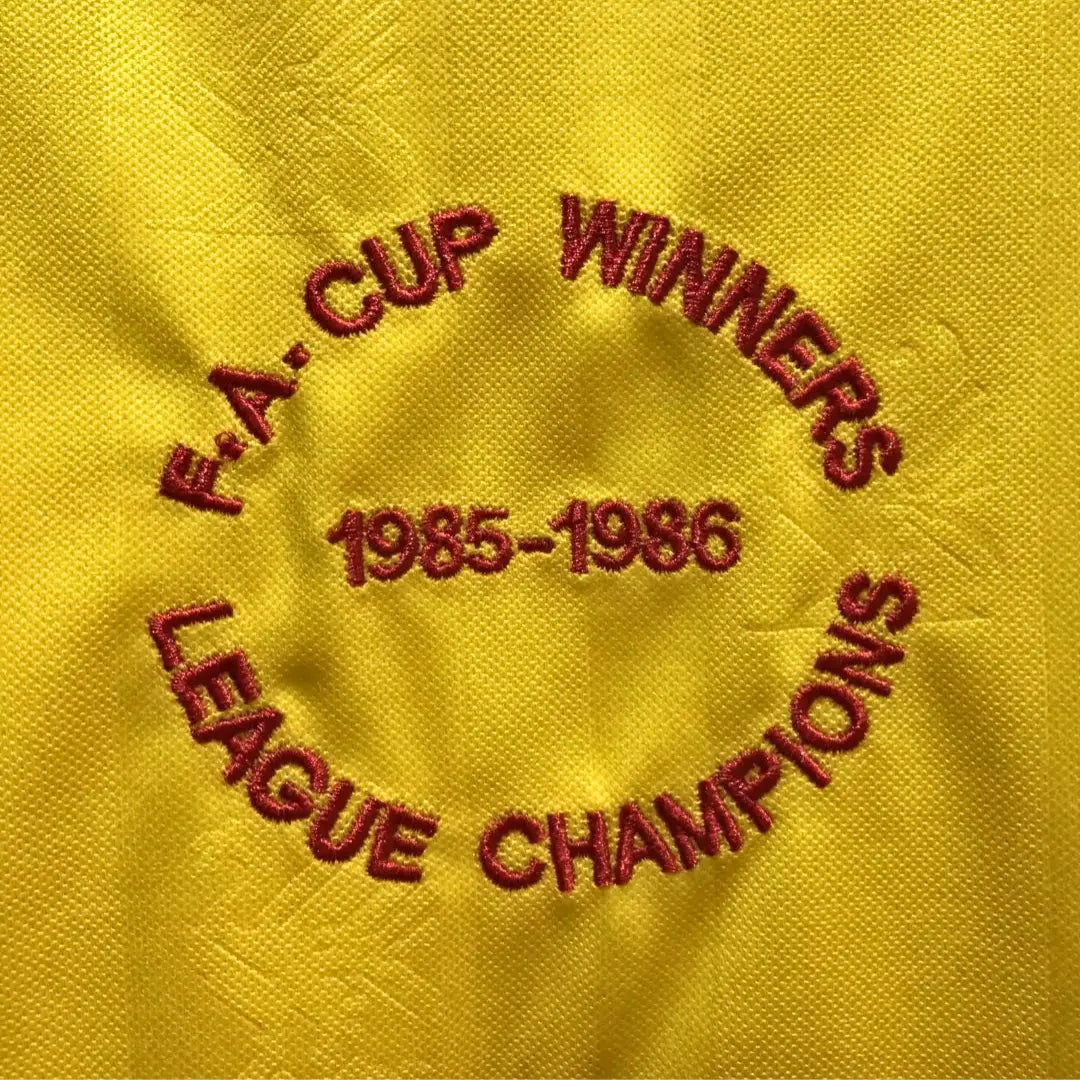 F.A. CUP WINNERS
1985-1986
LEAGUE CHAMPIONS